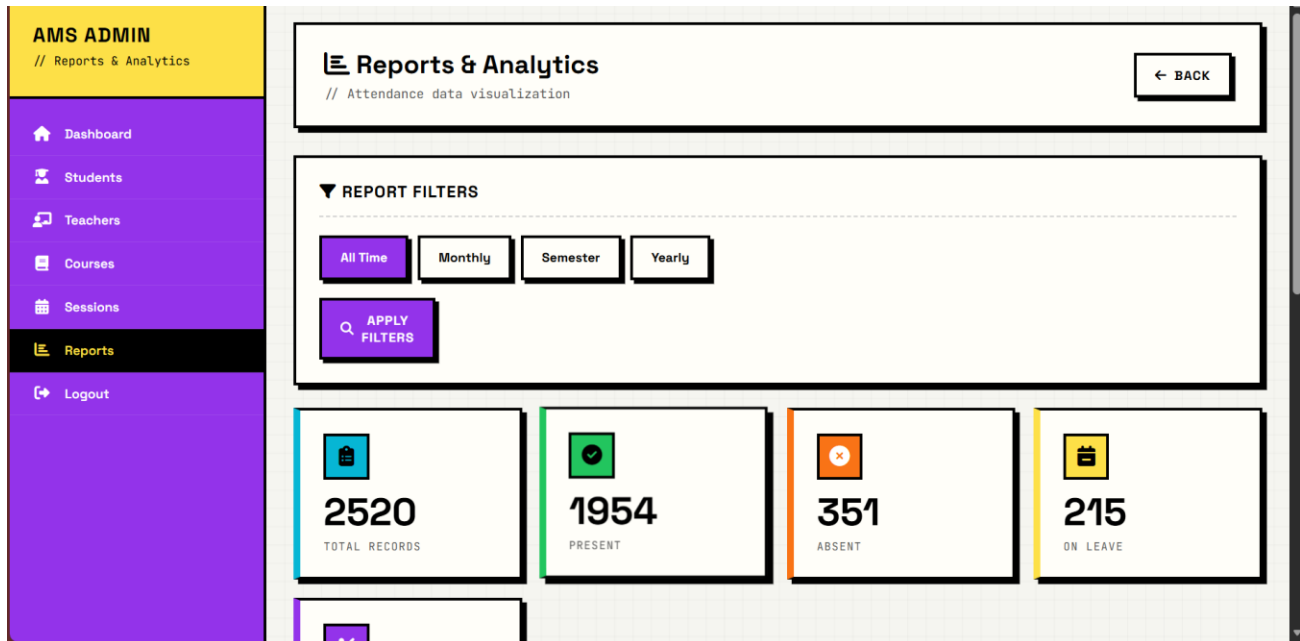 AMS ADMIN
// Reports & Analytics
Dashboard
Students
Teachers
Courses
Sessions
Reports
Logout
Reports & Analytics
// Attendance data visualization
← BACK
REPORT FILTERS
All Time
Monthly
Semester
Yearly
APPLY
FILTERS
2520
TOTAL RECORDS
1954
PRESENT
351
ABSENT
215
ON LEAVE